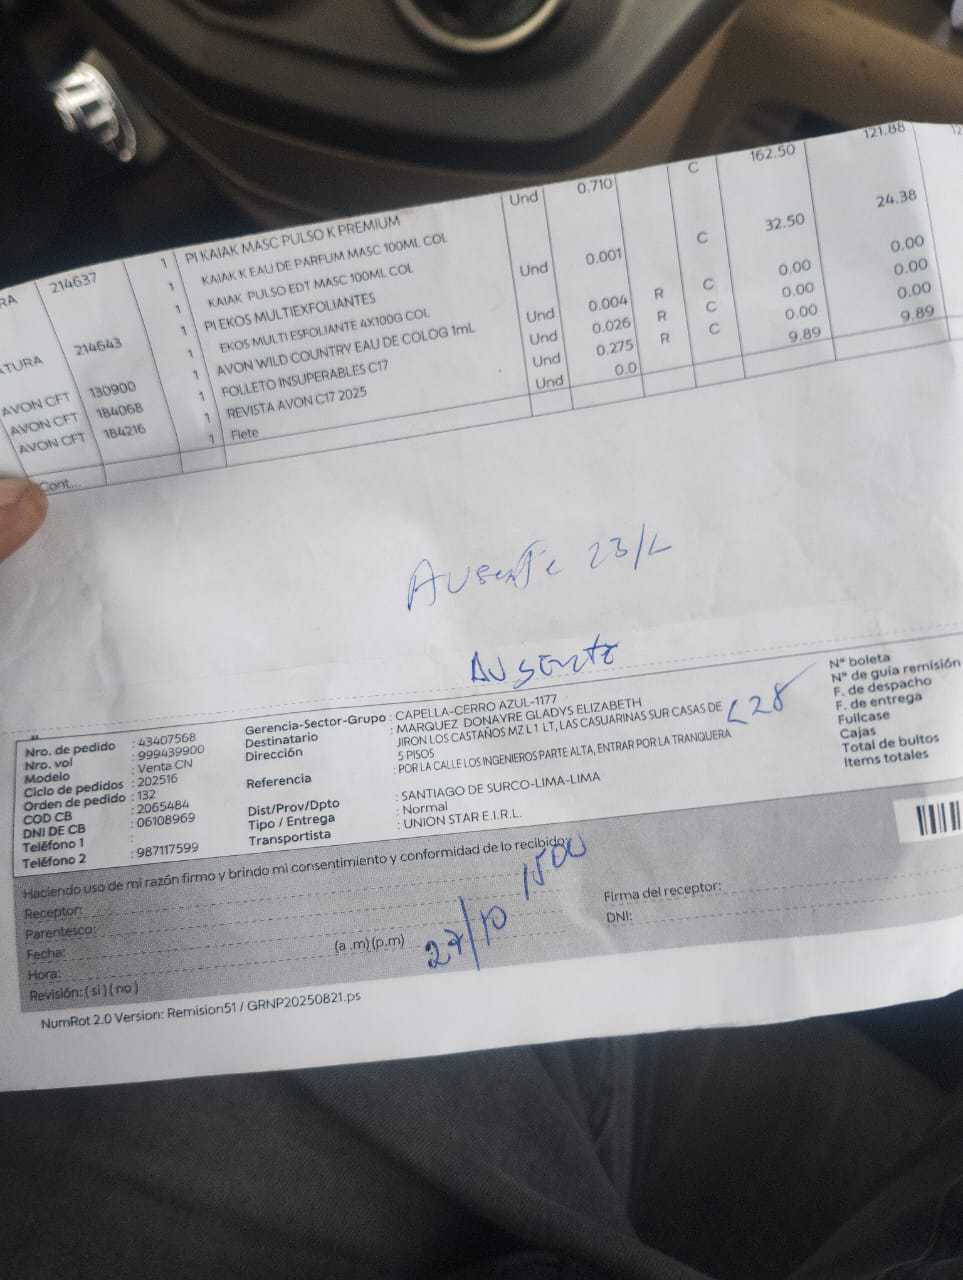 Und 0.710 C 162.50 121.88
RA 214637 1 PI KAIAK MASC PULSO K PREMIUM
1 KAIAK K EAU DE PARFUM MASC 100ML COL
1 KAIAK PULSO EDT MASC 100ML COL
ATURA 214643 1 PI EKOS MULTIEXFOLIANTES Und 0.001 C 32.50 24.38
1 EKOS MULTI ESFOLIANTE 4X100G COL
AVON CFT 130900 1 AVON WILD COUNTRY EAU DE COLOG 1mL Und 0.004 R C 0.00 0.00
AVON CFT 184068 1 FOLLETO INSUPERABLES C17 Und 0.026 R C 0.00 0.00
AVON CFT 184216 1 REVISTA AVON C17 2025 Und 0.275 R C 0.00 0.00
1 Flete Und 0.0 9.89 9.89
Cont...
Ausente 23/
Ausente
Nro. de pedido : 43407568
Nro. vol : 999439900
Modelo : Venta CN
Ciclo de pedidos : 202516
Orden de pedido : 132
COD CB : 2065484
DNI DE CB : 06108969
Teléfono 1 :
Teléfono 2 : 987117599
Gerencia-Sector-Grupo : CAPELLA-CERRO AZUL-1177
Destinatario : MARQUEZ DONAYRE GLADYS ELIZABETH
Dirección : JIRON LOS CASTAÑOS MZ L1 LT, LAS CASUARINAS SUR CASAS DE
5 PISOS
Referencia : POR LA CALLE LOS INGENIEROS PARTE ALTA, ENTRAR POR LA TRANQUERA
Dist/Prov/Dpto : SANTIAGO DE SURCO-LIMA-LIMA
Tipo / Entrega : Normal
Transportista : UNION STAR E.I.R.L.
L28
N° boleta
N° de guía remisión
F. de despacho
F. de entrega
Fullcase
Cajas
Total de bultos
Items totales
Haciendo uso de mi razón firmo y brindo mi consentimiento y conformidad de lo recibido:
Receptor:
Parentesco:
Fecha:
Hora: (a .m) (p.m)
Revisión: ( si ) ( no )
27/10 1500
Firma del receptor:
DNI:
NumRot 2.0 Version: Remision51 / GRNP20250821.ps